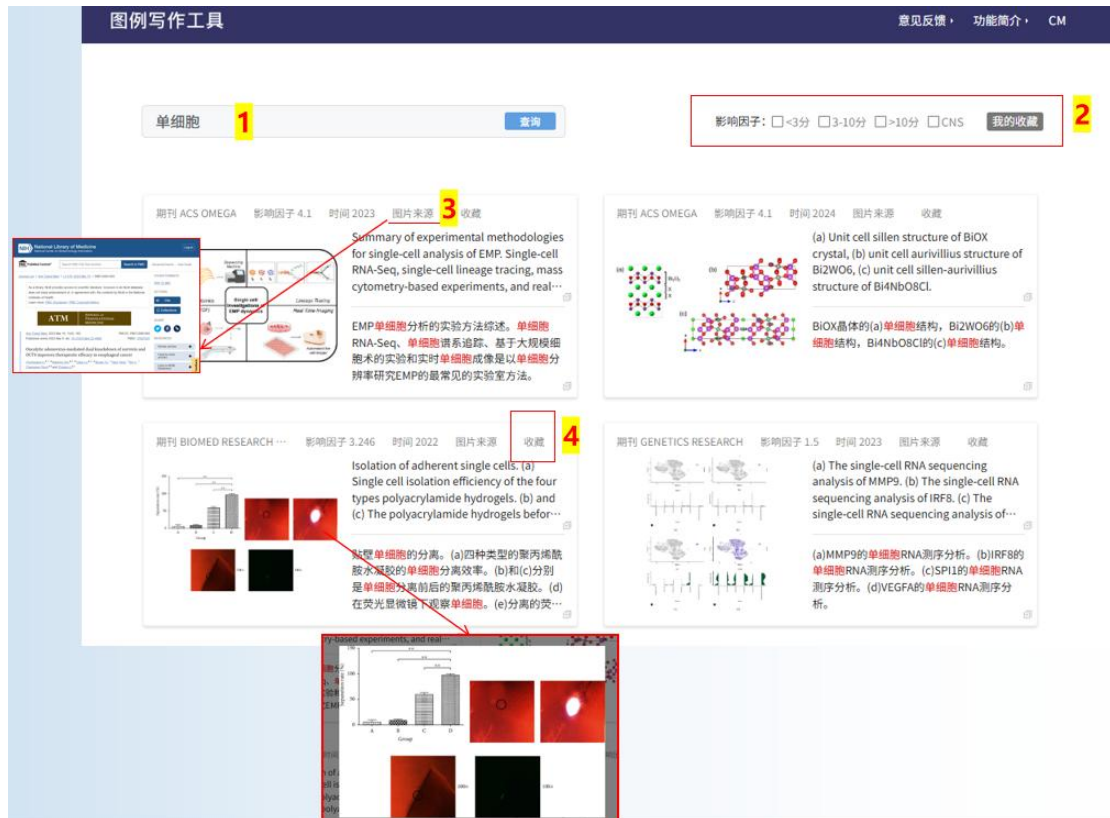 图例写作工具
意见反馈
功能简介
CM
单细胞
1
查询
影响因子：
<3分
3-10分
>10分
CNS
我的收藏
2
期刊 ACS OMEGA 影响因子 4.1 时间 2023 图片来源 3 收藏
Summary of experimental methodologies
for single-cell analysis of EMP. Single-cell
RNA-Seq, single-cell lineage tracing, mass
cytometry-based experiments, and real…
EMP单细胞分析的实验方法综述。单细胞
RNA-Seq、单细胞谱系追踪、基于大规模细
胞术的实验和实时单细胞成像是以单细胞分
辨率研究EMP的最常见的实验室方法。
National Library of Medicine
ATM
Lineage Tracing
Real Time Imaging
期刊 ACS OMEGA 影响因子 4.1 时间 2024 图片来源 收藏
(a) Unit cell sillen structure of BiOX
crystal, (b) unit cell aurivillius structure of
Bi2WO6, (c) unit cell sillen-aurivillius
structure of Bi4NbO8Cl.
BiOX晶体的(a)单细胞结构，Bi2WO6的(b)单
细胞结构，Bi4NbO8Cl的(c)单细胞结构。
(a)
(b)
(c)
期刊 BIOMED RESEARCH … 影响因子 3.246 时间 2022 图片来源 收藏
4
Isolation of adherent single cells. (a)
Single cell isolation efficiency of the four
types polyacrylamide hydrogels. (b) and
(c) The polyacrylamide hydrogels befor…
贴壁单细胞的分离。(a)四种类型的聚丙烯酰
胺水凝胶的单细胞分离效率。(b)和(c)分别
是单细胞分离前后的聚丙烯酰胺水凝胶。(d)
在荧光显微镜下观察单细胞。(e)分离的荧…
期刊 GENETICS RESEARCH 影响因子 1.5 时间 2023 图片来源 收藏
(a) The single-cell RNA sequencing
analysis of MMP9. (b) The single-cell RNA
sequencing analysis of IRF8. (c) The
single-cell RNA sequencing analysis of…
(a)MMP9的单细胞RNA测序分析。(b)IRF8的
单细胞RNA测序分析。(c)SPI1的单细胞RNA
测序分析。(d)VEGFA的单细胞RNA测序分
析。
ry-based experiments, and real…
150
100
50
0
A B C D
Group